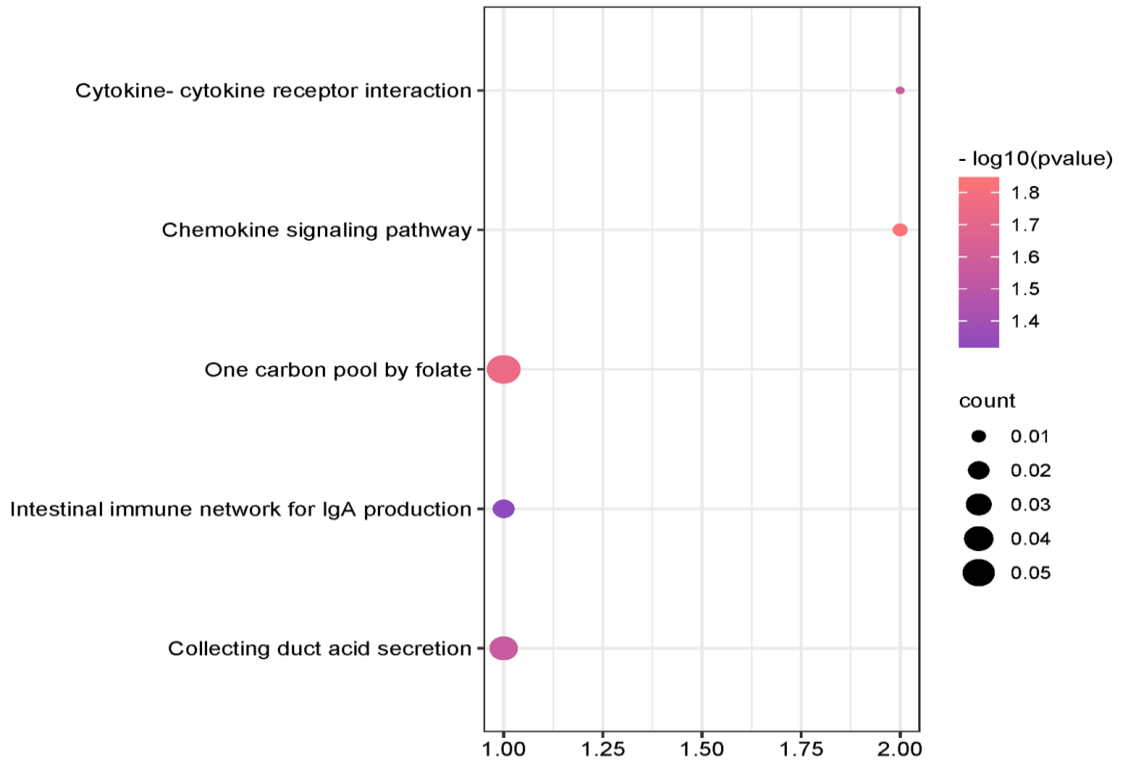 Cytokine- cytokine receptor interaction
Chemokine signaling pathway
One carbon pool by folate
Intestinal immune network for IgA production
Collecting duct acid secretion
1.00 1.25 1.50 1.75 2.00
- log10(pvalue)
1.8
1.7
1.6
1.5
1.4
count
0.01
0.02
0.03
0.04
0.05